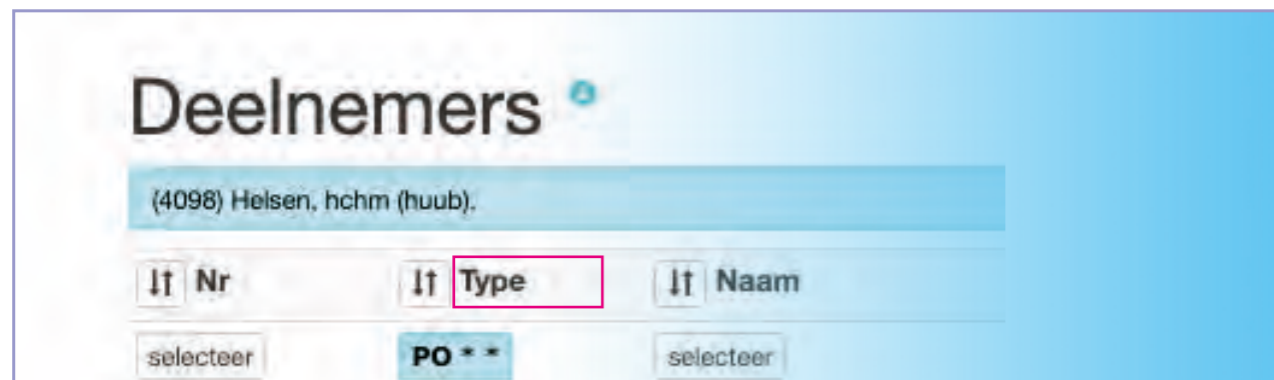 Deelnemers
(4098) Helsen, hchm (huub).
Nr Type Naam
selecteer PO * * selecteer